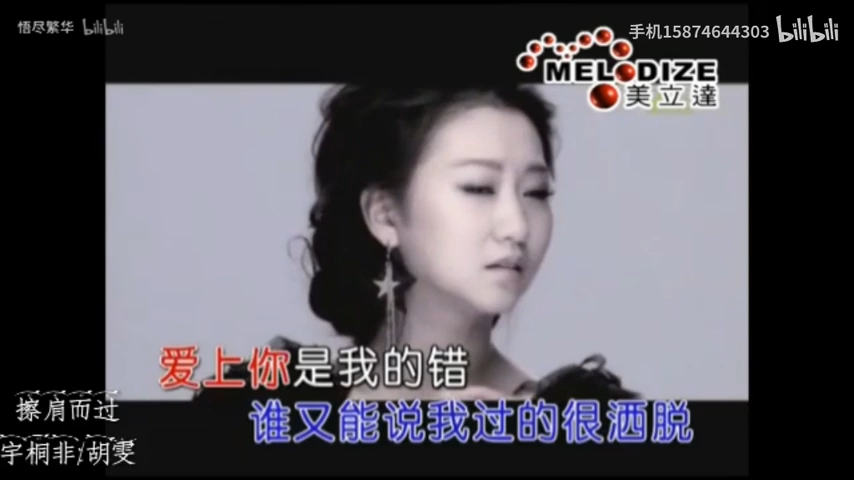 悟尽繁华 bilibili
手机15874644303 bilibili
MELODIZE
美立達
爱上你是我的错
谁又能说我过的很洒脱
擦肩而过
宇桐非/胡雯